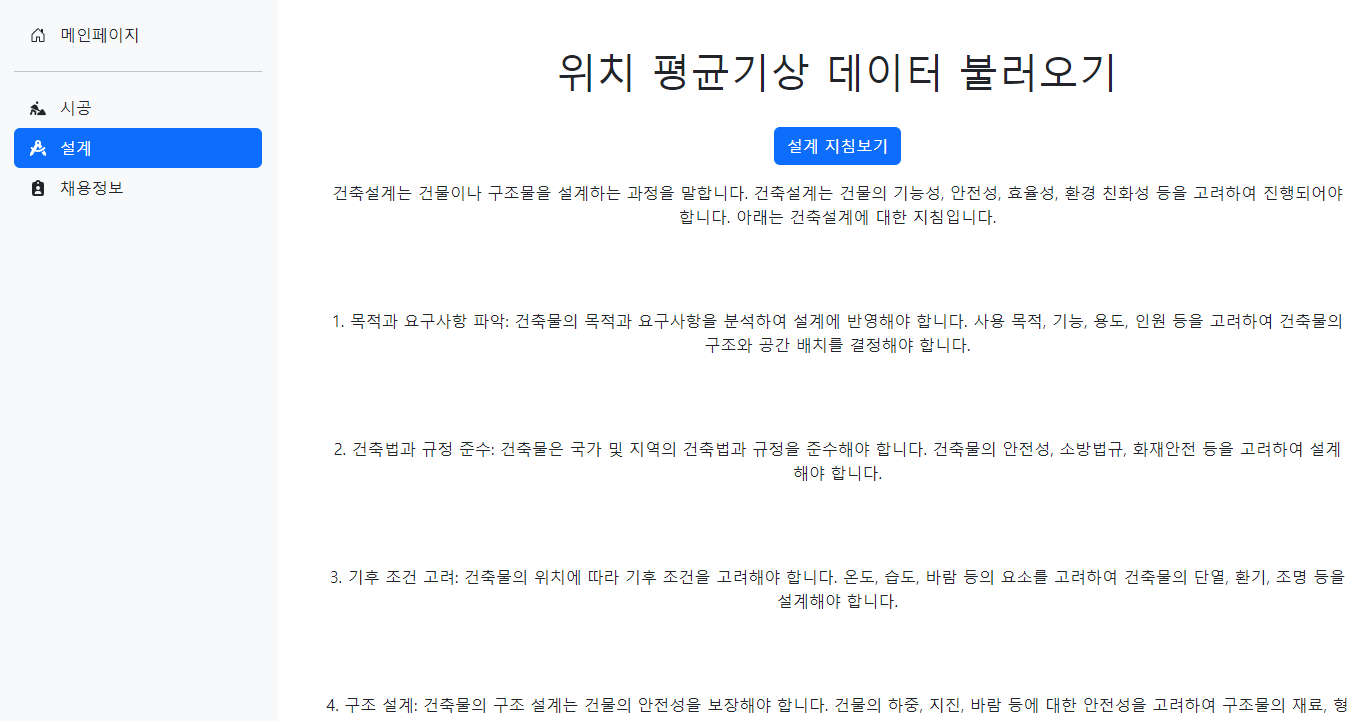 메인페이지
시공
설계
채용정보
위치 평균기상 데이터 불러오기
설계 지침보기
건축설계는 건물이나 구조물을 설계하는 과정을 말합니다. 건축설계는 건물의 기능성, 안전성, 효율성, 환경 친화성 등을 고려하여 진행되어야
합니다. 아래는 건축설계에 대한 지침입니다.
1. 목적과 요구사항 파악: 건축물의 목적과 요구사항을 분석하여 설계에 반영해야 합니다. 사용 목적, 기능, 용도, 인원 등을 고려하여 건축물의
구조와 공간 배치를 결정해야 합니다.
2. 건축법과 규정 준수: 건축물은 국가 및 지역의 건축법과 규정을 준수해야 합니다. 건축물의 안전성, 소방법규, 화재안전 등을 고려하여 설계
해야 합니다.
3. 기후 조건 고려: 건축물의 위치에 따라 기후 조건을 고려해야 합니다. 온도, 습도, 바람 등의 요소를 고려하여 건축물의 단열, 환기, 조명 등을
설계해야 합니다.
4. 구조 설계: 건축물의 구조 설계는 건물의 안전성을 보장해야 합니다. 건물의 하중, 지진, 바람 등에 대한 안전성을 고려하여 구조물의 재료, 형